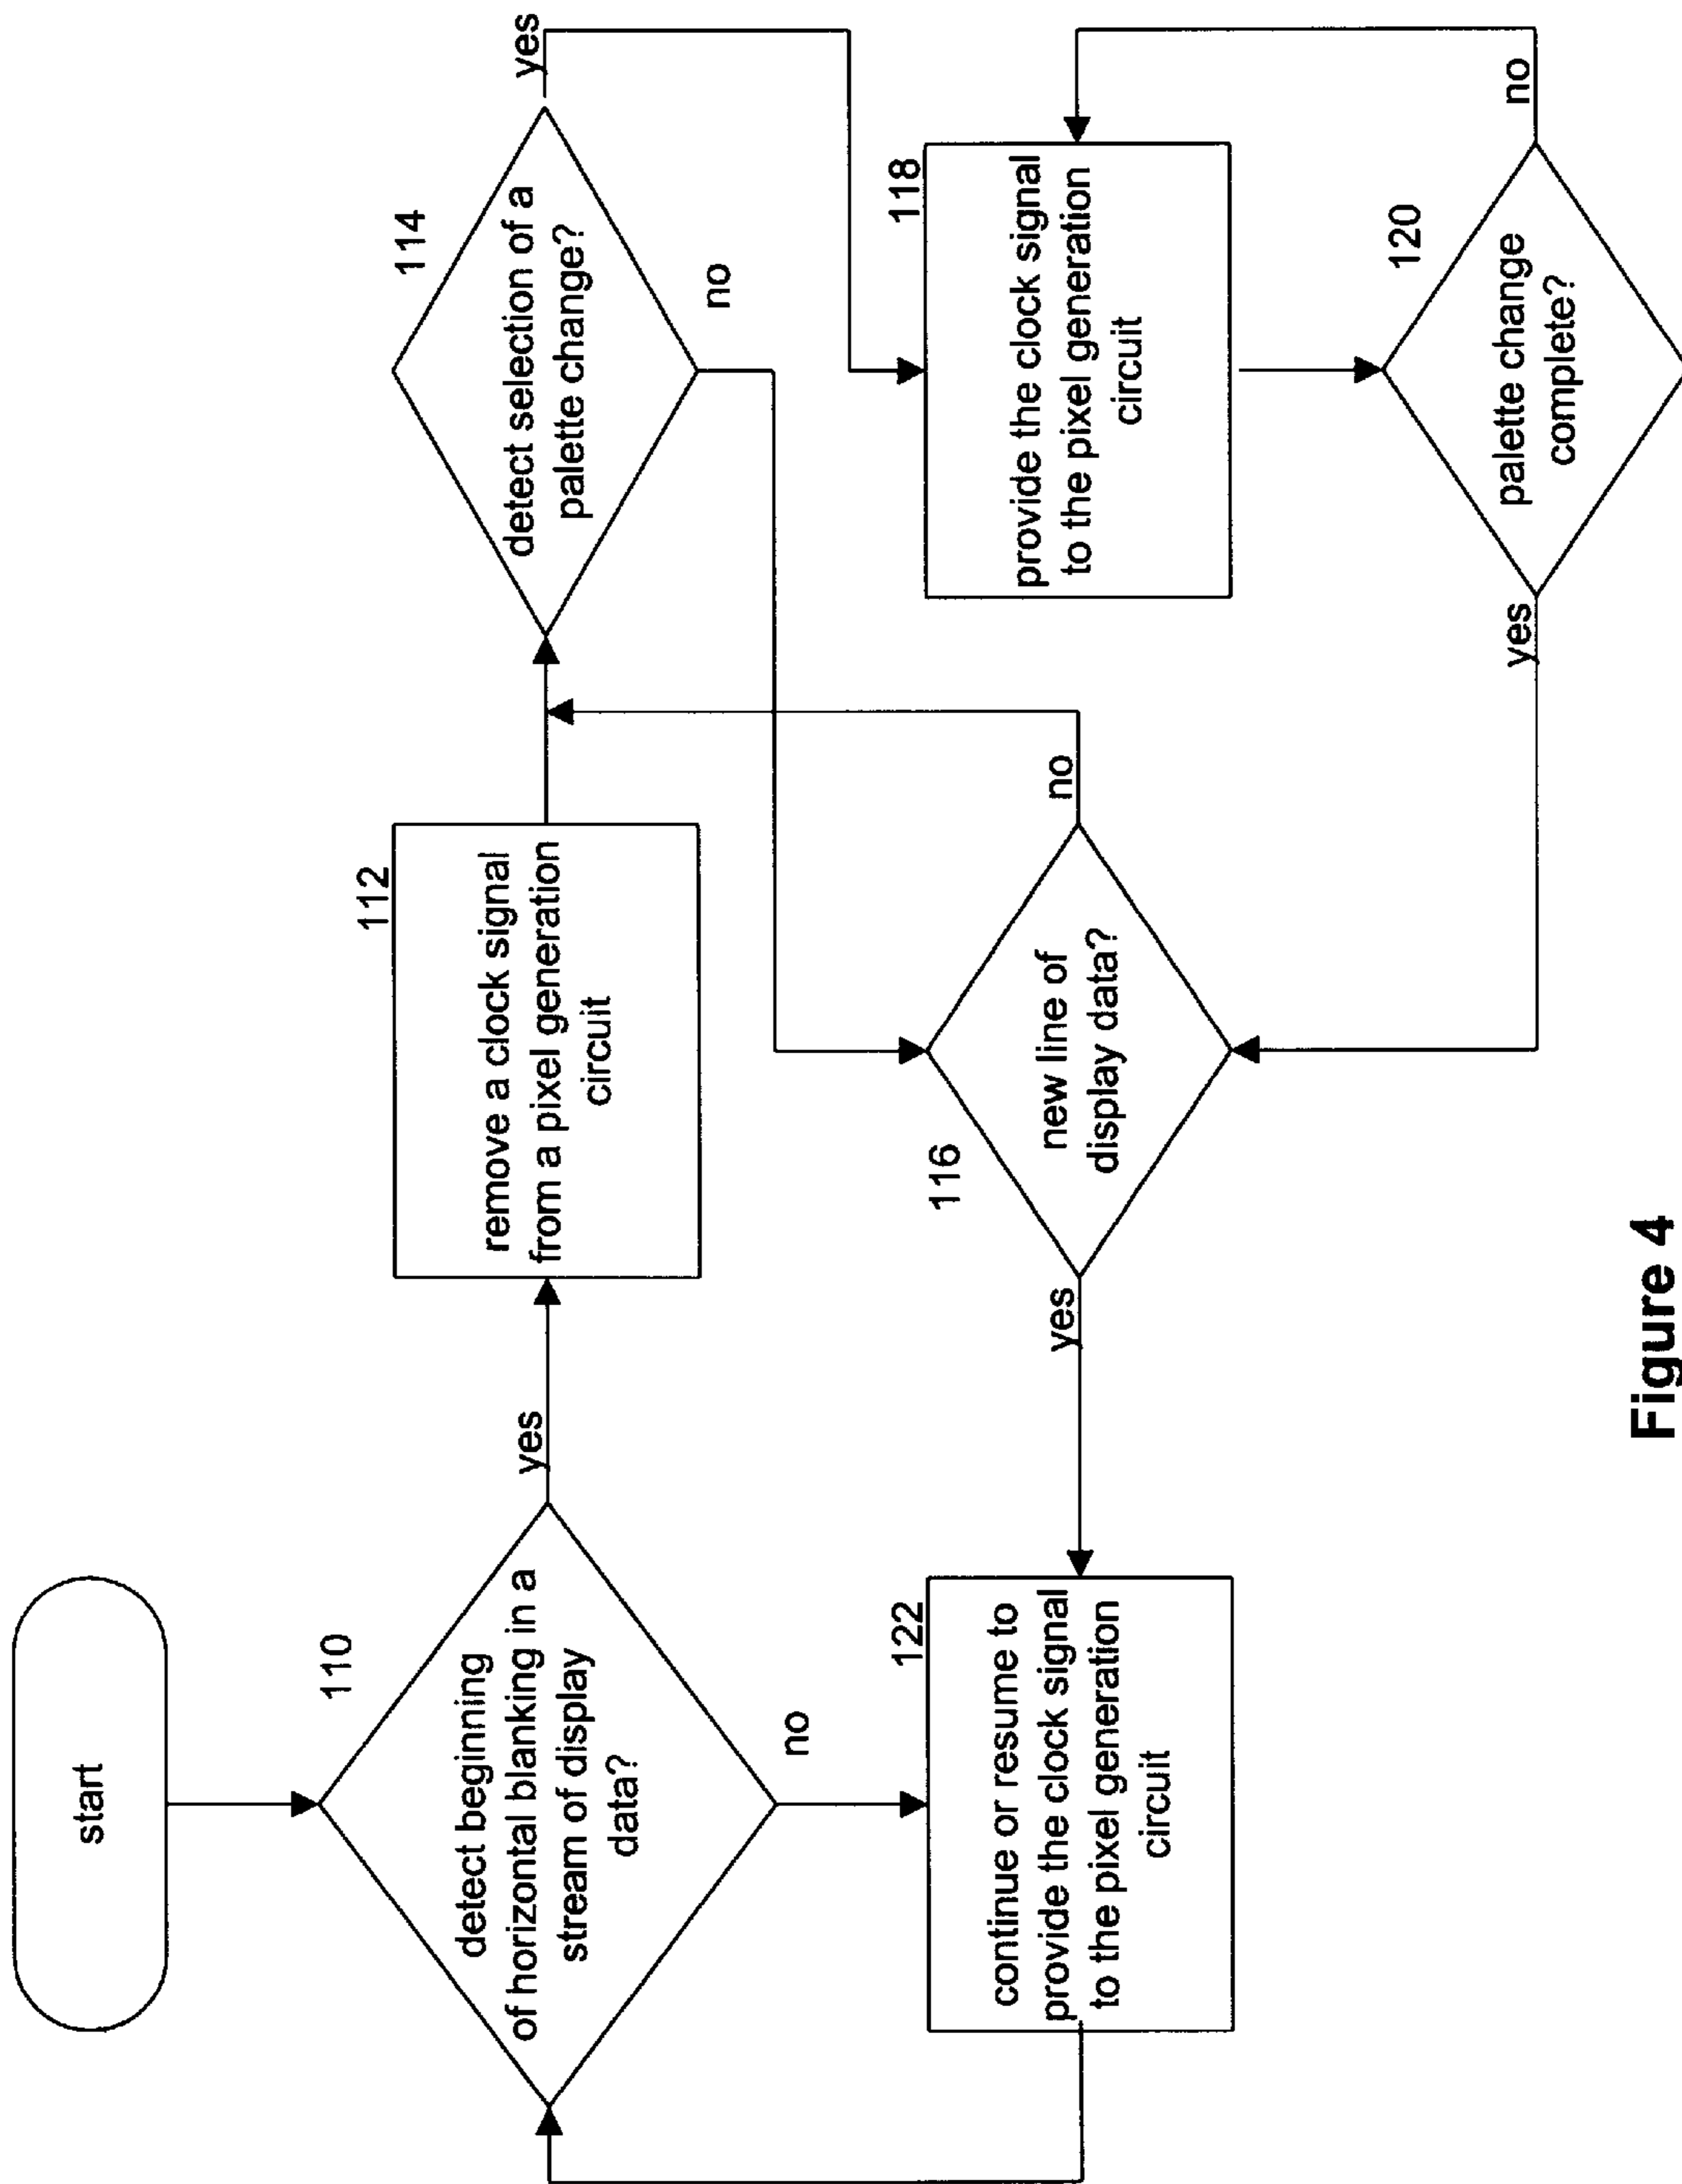 start
110
detect beginning
of horizontal blanking in a
stream of display
data?
yes
no
112
remove a clock signal
from a pixel generation
circuit
114
detect selection of a
palette change?
yes
no
122
continue or resume to
provide the clock signal
to the pixel generation
circuit
116
new line of
display data?
yes
no
118
provide the clock signal
to the pixel generation
circuit
120
palette change
complete?
yes
no
Figure 4